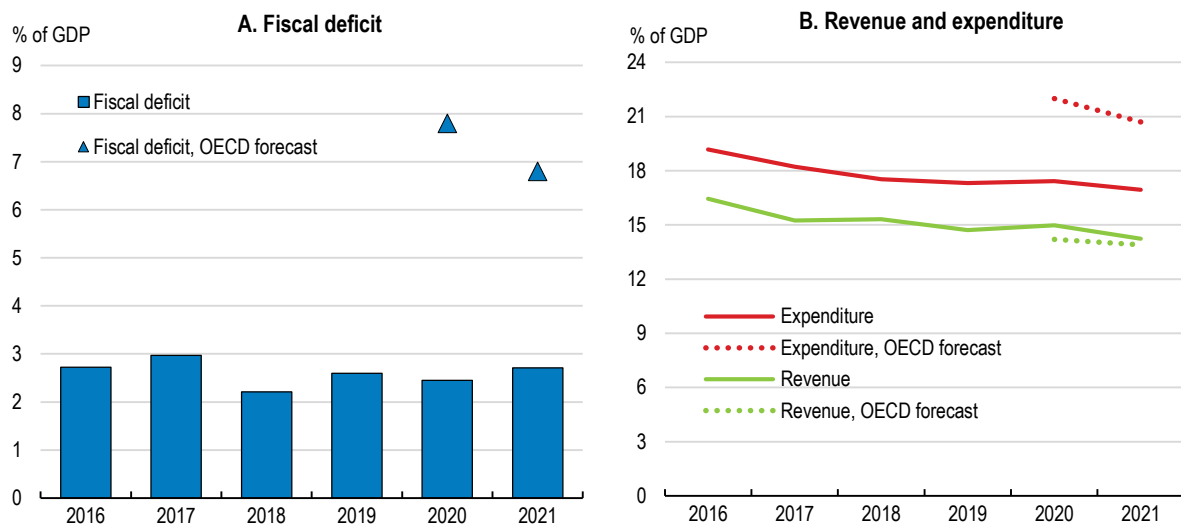 A. Fiscal deficit
% of GDP
9
8
7
6
5
4
3
2
1
0
Fiscal deficit
Fiscal deficit, OECD forecast
2016 2017 2018 2019 2020 2021
B. Revenue and expenditure
% of GDP
24
21
18
15
12
9
6
3
0
Expenditure
Expenditure, OECD forecast
Revenue
Revenue, OECD forecast
2016 2017 2018 2019 2020 2021